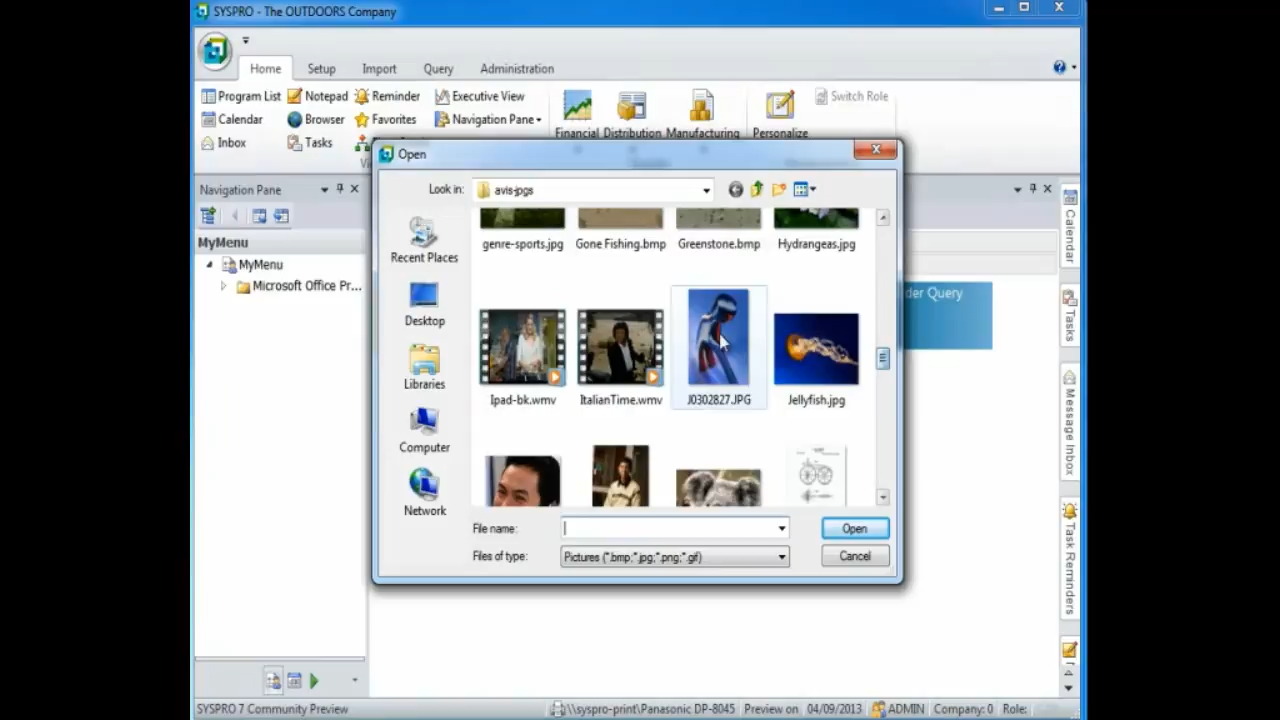 SYSPRO - The OUTDOORS Company
Home Setup Import Query Administration
Program List Notepad Reminder Executive View Switch Role
Calendar Browser Favorites Navigation Pane
Inbox Tasks
Financial Distribution Manufacturing Personalize
Open
Navigation Pane
Look in: avis-jpgs
MyMenu
MyMenu
Microsoft Office Pr...
Recent Places
Desktop
Libraries
Computer
Network
genre-sports.jpg Gone Fishing.bmp Greenstone.bmp Hydrangeas.jpg
Ipad-bk.wmv ItalianTime.wmv J0302827.JPG Jellyfish.jpg
File name: Open
Files of type: Pictures (*.bmp;*.jpg;*.png;*.gif) Cancel
der Query
Calendar
Tasks
Message Inbox
Task Reminders
SYSPRO 7 Community Preview \\syspro-print\Panasonic DP-8045 Preview on 04/09/2013 ADMIN Company: 0 Role: